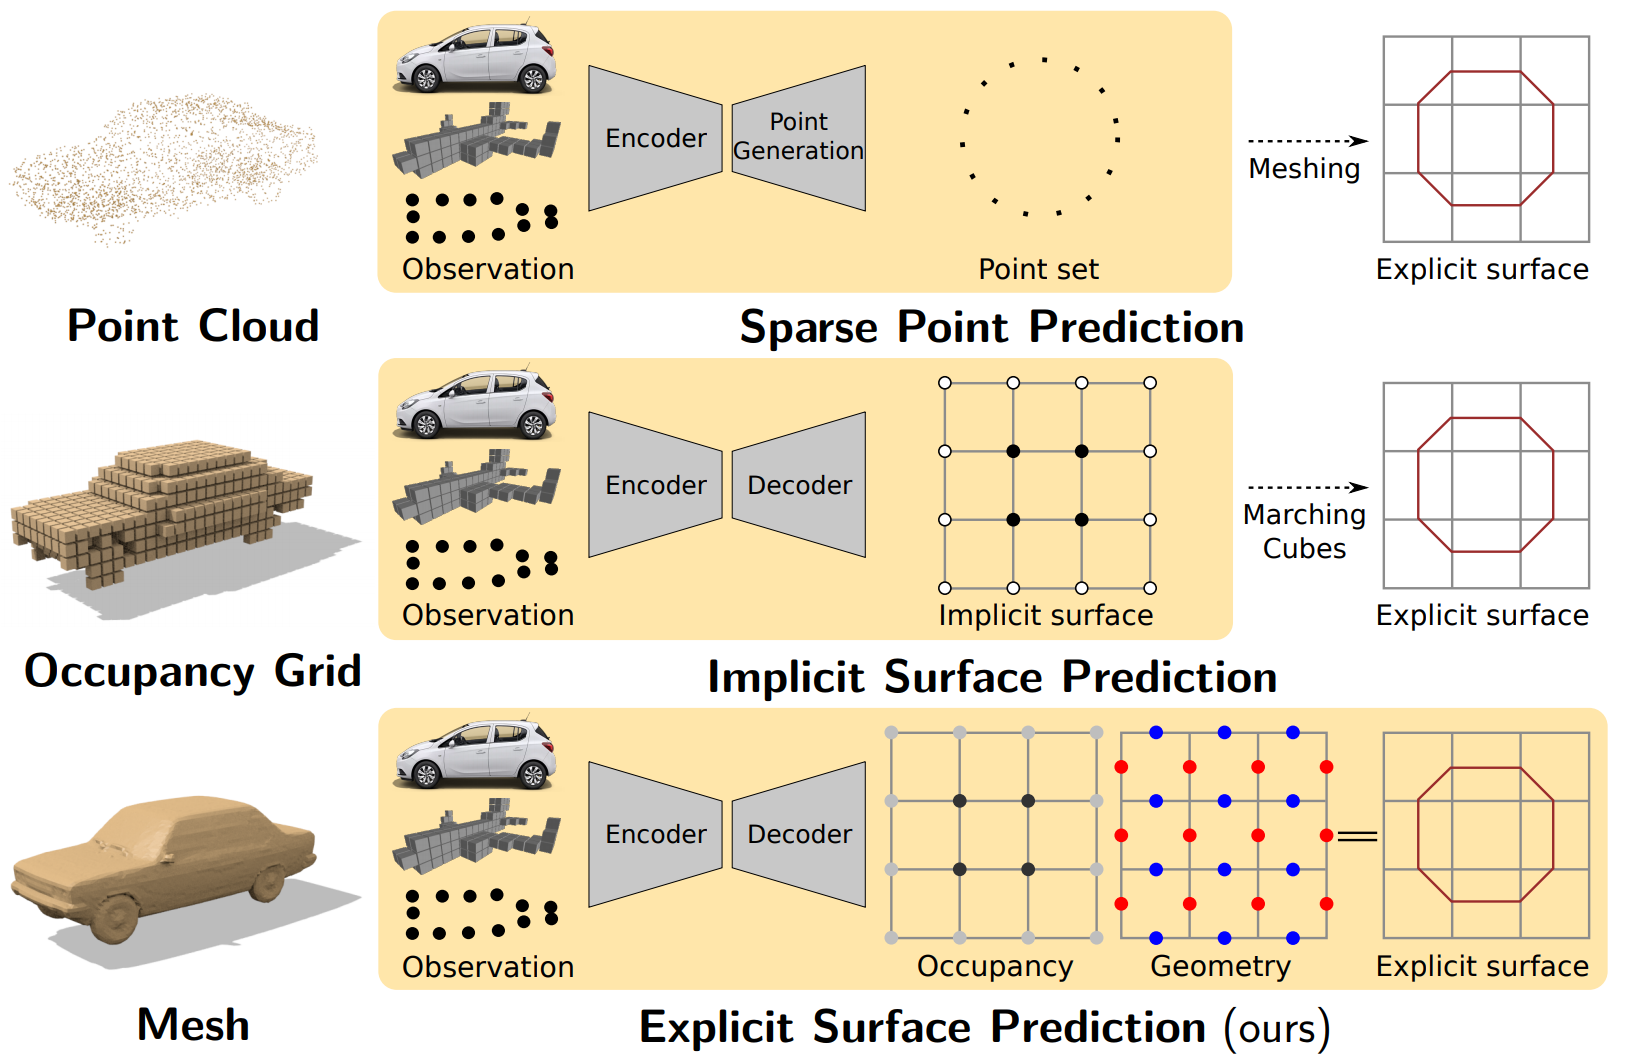 Encoder
Point
Generation
Observation
Point set
Meshing
Explicit surface
Point Cloud
Sparse Point Prediction
Encoder
Decoder
Observation
Implicit surface
Marching
Cubes
Explicit surface
Occupancy Grid
Implicit Surface Prediction
Encoder
Decoder
Observation
Occupancy
Geometry
Explicit surface
Mesh
Explicit Surface Prediction (ours)